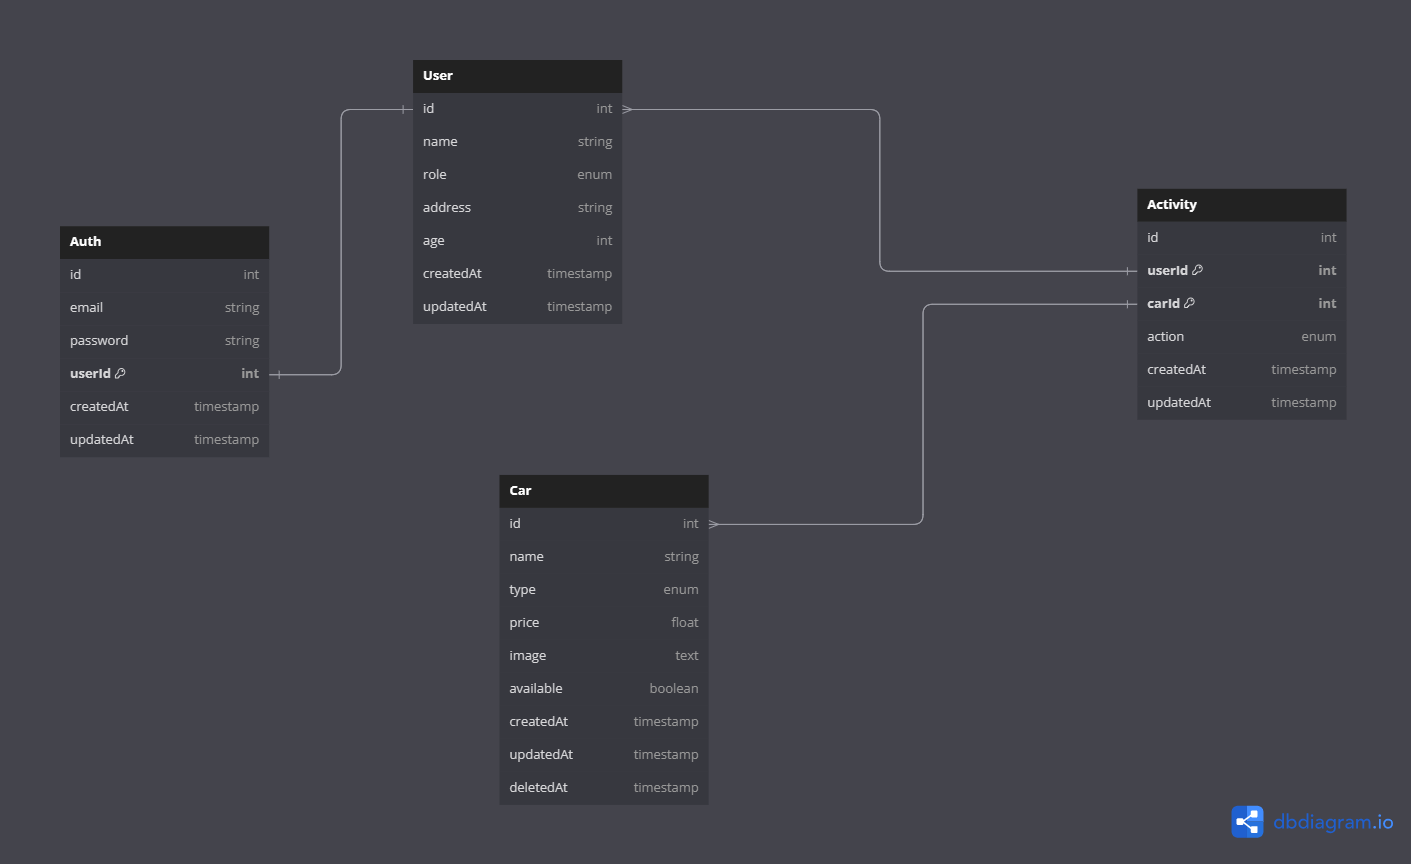 User
id int
name string
role enum
address string
age int
createdAt timestamp
updatedAt timestamp
Auth
id int
email string
password string
userId int
createdAt timestamp
updatedAt timestamp
Activity
id int
userId int
carId int
action enum
createdAt timestamp
updatedAt timestamp
Car
id int
name string
type enum
price float
image text
available boolean
createdAt timestamp
updatedAt timestamp
deletedAt timestamp
dbdiagram.io